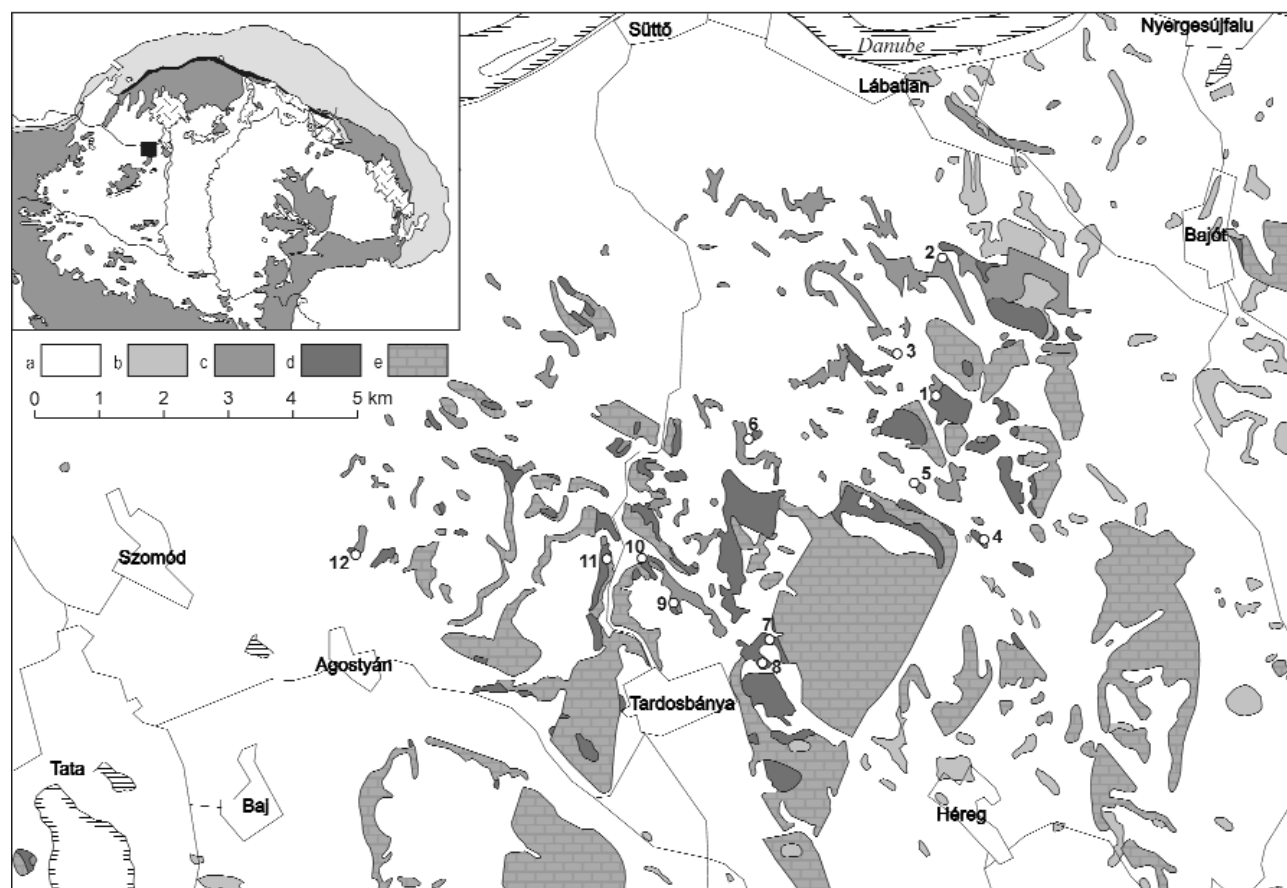 Süttő
Danube
Lábatlan
Nyergesújfalu
Bajót
a b c d e
0 1 2 3 4 5 km
2
3
1
6
5
4
12
11
10
9
7
8
Szomód
Agostyán
Tardosbánya
Tata
Baj
Héreg